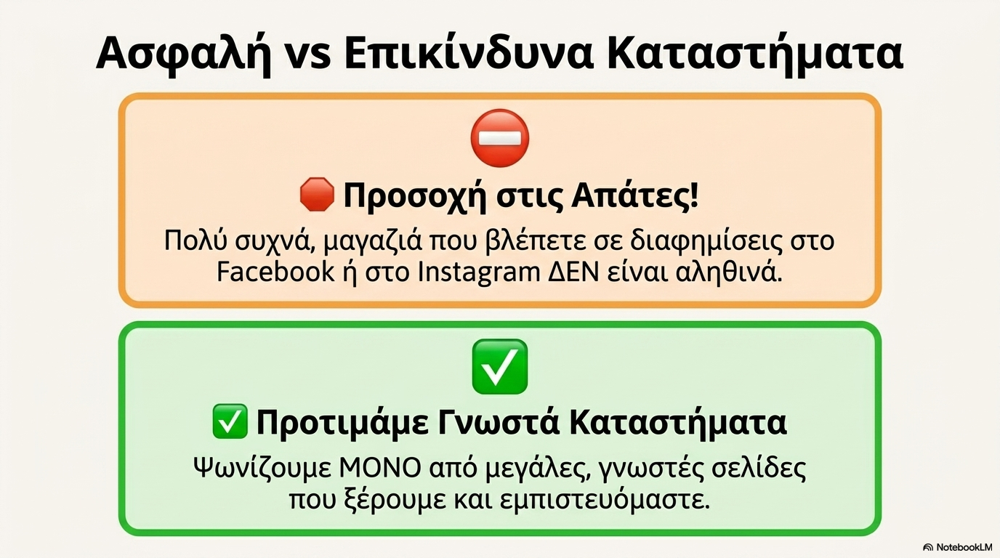 Ασφαλή vs Επικίνδυνα Καταστήματα
Προσοχή στις Απάτες!
Πολύ συχνά, μαγαζιά που βλέπετε σε διαφημίσεις στο
Facebook ή στο Instagram ΔΕΝ είναι αληθινά.
Προτιμάμε Γνωστά Καταστήματα
Ψωνίζουμε ΜΟΝΟ από μεγάλες, γνωστές σελίδες
που ξέρουμε και εμπιστευόμαστε.
NotebookLM